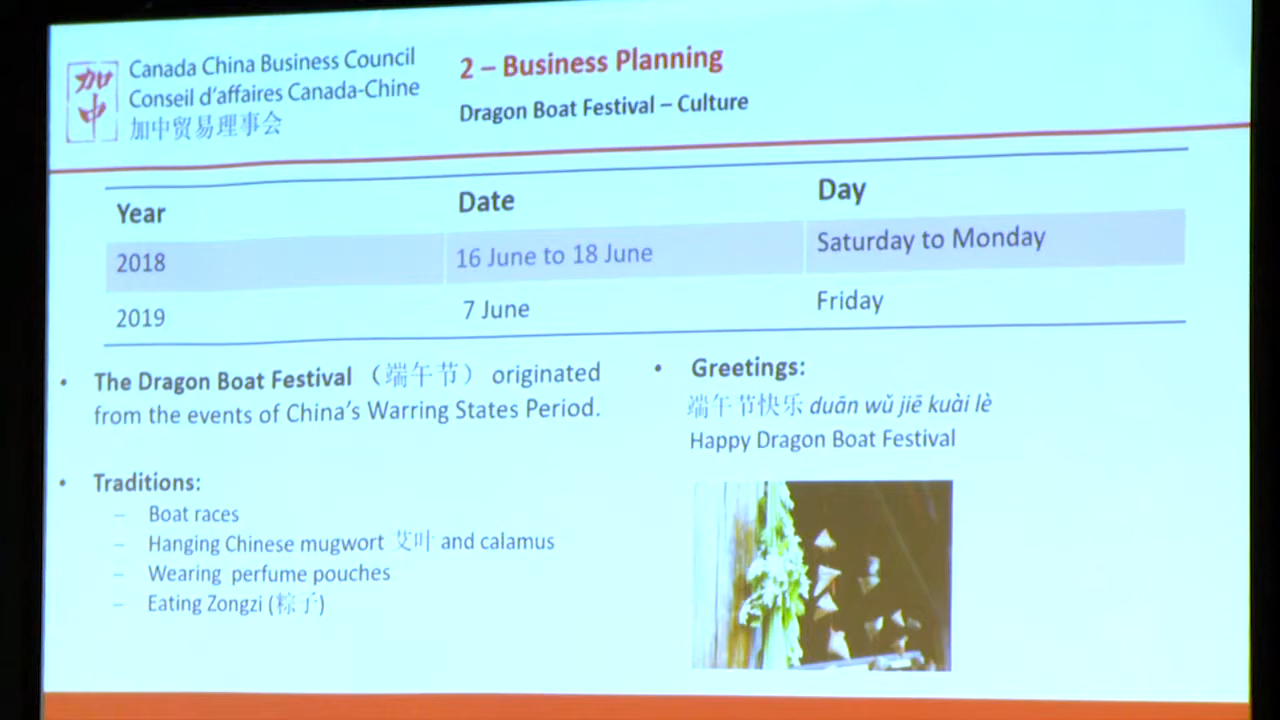 加中
Canada China Business Council
Conseil d'affaires Canada-Chine
加中贸易理事会
2 – Business Planning
Dragon Boat Festival – Culture
Year Date Day
2018 16 June to 18 June Saturday to Monday
2019 7 June Friday
• The Dragon Boat Festival （端午节） originated
from the events of China's Warring States Period.
• Traditions:
– Boat races
– Hanging Chinese mugwort 艾叶 and calamus
– Wearing perfume pouches
– Eating Zongzi (粽子)
• Greetings:
端午节快乐 duān wǔ jiē kuài lè
Happy Dragon Boat Festival